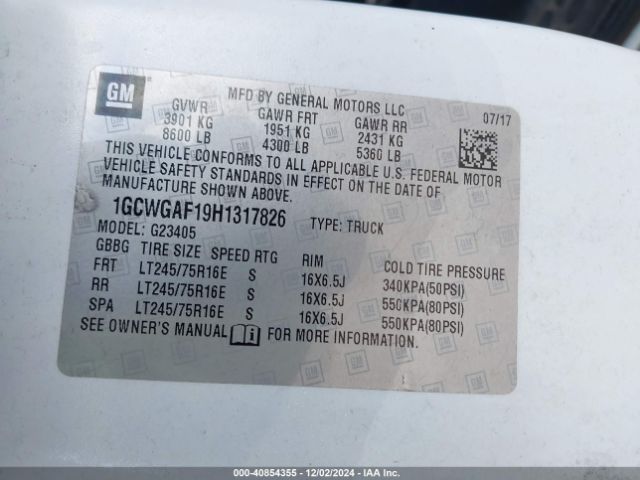 GM
MFD BY GENERAL MOTORS LLC
07/17
GVWR GAWR FRT GAWR RR
3901 KG 1951 KG 2431 KG
8600 LB 4300 LB 5360 LB
THIS VEHICLE CONFORMS TO ALL APPLICABLE U.S. FEDERAL MOTOR
VEHICLE SAFETY STANDARDS IN EFFECT ON THE DATE OF
MANUFACTURE SHOWN ABOVE.
1GCWGAF19H1317826 TYPE: TRUCK
MODEL: G23405
GBBG TIRE SIZE SPEED RTG RIM COLD TIRE PRESSURE
FRT LT245/75R16E S 16X6.5J 340KPA(50PSI)
RR LT245/75R16E S 16X6.5J 550KPA(80PSI)
SPA LT245/75R16E S 16X6.5J 550KPA(80PSI)
SEE OWNER'S MANUAL FOR MORE INFORMATION.
000-40854355 - 12/02/2024 - IAA Inc.